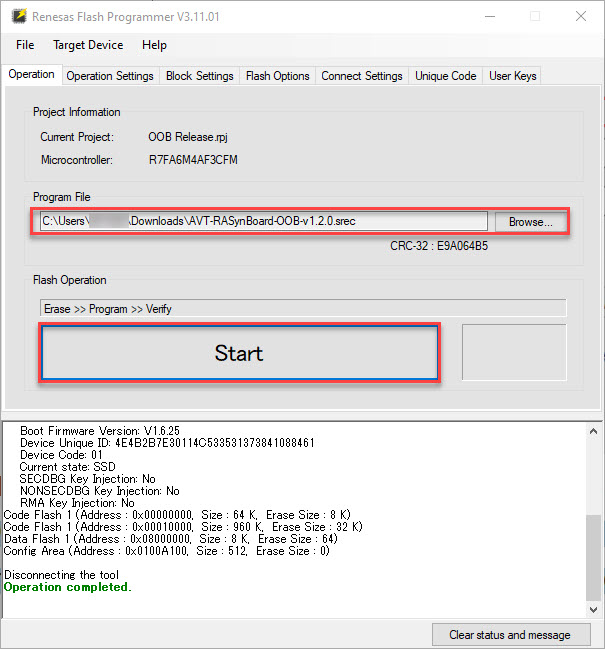 Renesas Flash Programmer V3.11.01
File Target Device Help
Operation Operation Settings Block Settings Flash Options Connect Settings Unique Code User Keys
Project Information
Current Project: OOB Release.rpj
Microcontroller: R7FA6M4AF3CFM
Program File
C:\Users\ \Downloads\AVT-RASynBoard-OOB-v1.2.0.srec Browse...
CRC-32 : E9A064B5
Flash Operation
Erase >> Program >> Verify
Start
Boot Firmware Version: V1.6.25
Device Unique ID: 4E4B2B7E30114C533531373841088461
Device Code: 01
Current state: SSD
SECDBG Key Injection: No
NONSECDBG Key Injection: No
RMA Key Injection: No
Code Flash 1 (Address : 0x00000000, Size : 64 K, Erase Size : 8 K)
Code Flash 1 (Address : 0x00010000, Size : 960 K, Erase Size : 32 K)
Data Flash 1 (Address : 0x08000000, Size : 8 K, Erase Size : 64)
Config Area (Address : 0x0100A100, Size : 512, Erase Size : 0)
Disconnecting the tool
Operation completed.
Clear status and message